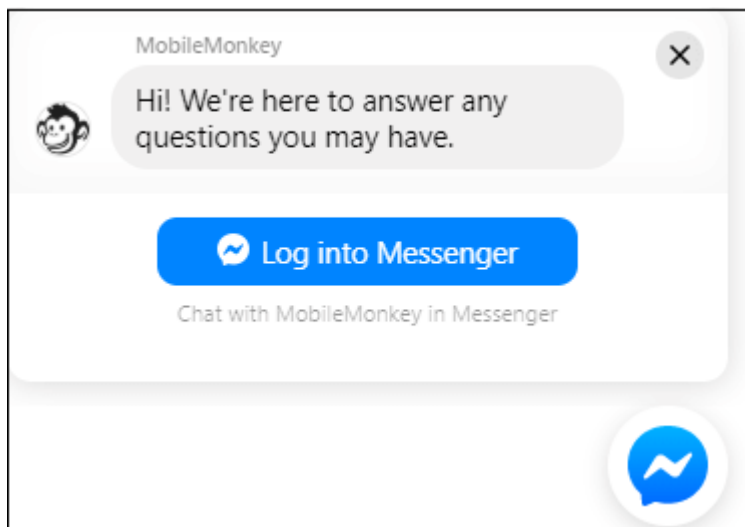 MobileMonkey
Hi! We're here to answer any
questions you may have.
Log into Messenger
Chat with MobileMonkey in Messenger